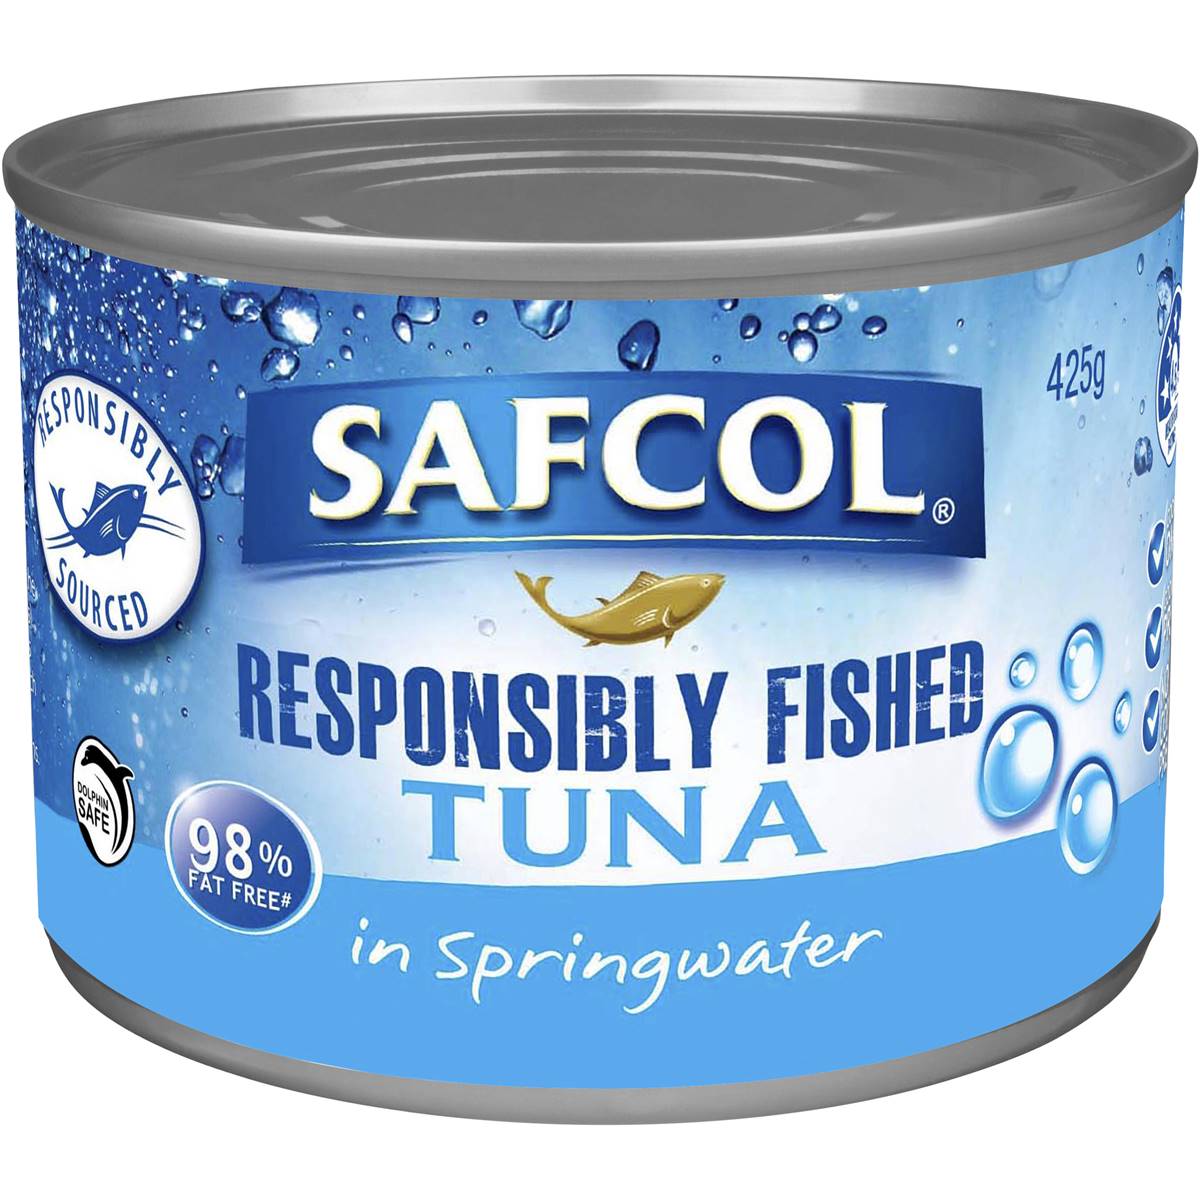 425g
SAFCOL®
RESPONSIBLY
SOURCED
RESPONSIBLY FISHED
TUNA
DOLPHIN
SAFE
98%
FAT FREE#
in Springwater